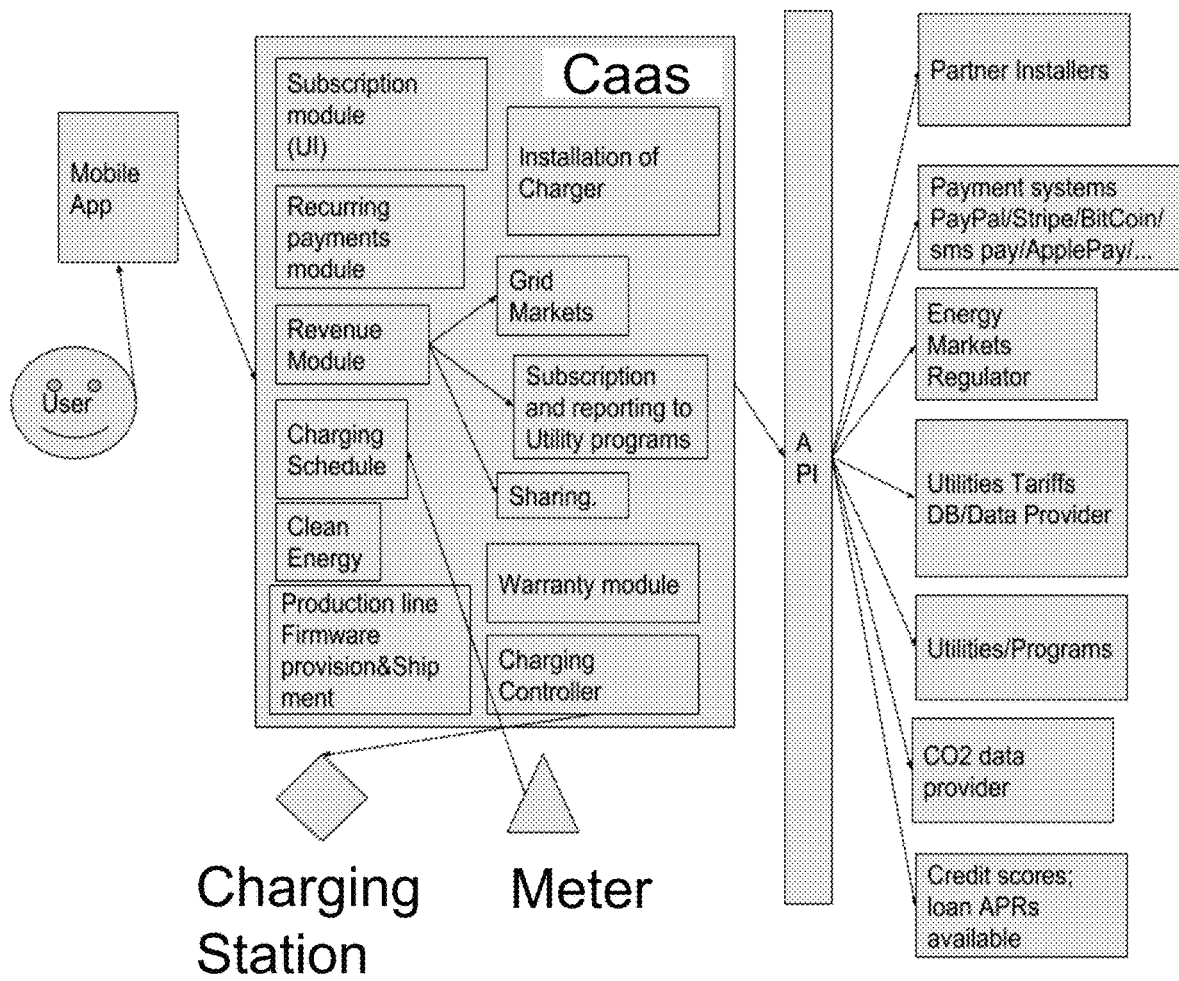 Caas
Subscription
module
(UI)
Installation of
Charger
Mobile
App
Recurring
payments
module
Grid
Markets
Revenue
Module
Subscription
and reporting to
Utility programs
User
Charging
Schedule
Sharing.
Clean
Energy
Warranty module
Production line
Firmware
provision&Ship
ment
Charging
Controller
Charging
Station
Meter
A
PI
Partner Installers
Payment systems
PayPal/Stripe/BitCoin/
sms pay/ApplePay/...
Energy
Markets
Regulator
Utilities Tariffs
DB/Data Provider
Utilities/Programs
CO2 data
provider
Credit scores;
loan APRs
available